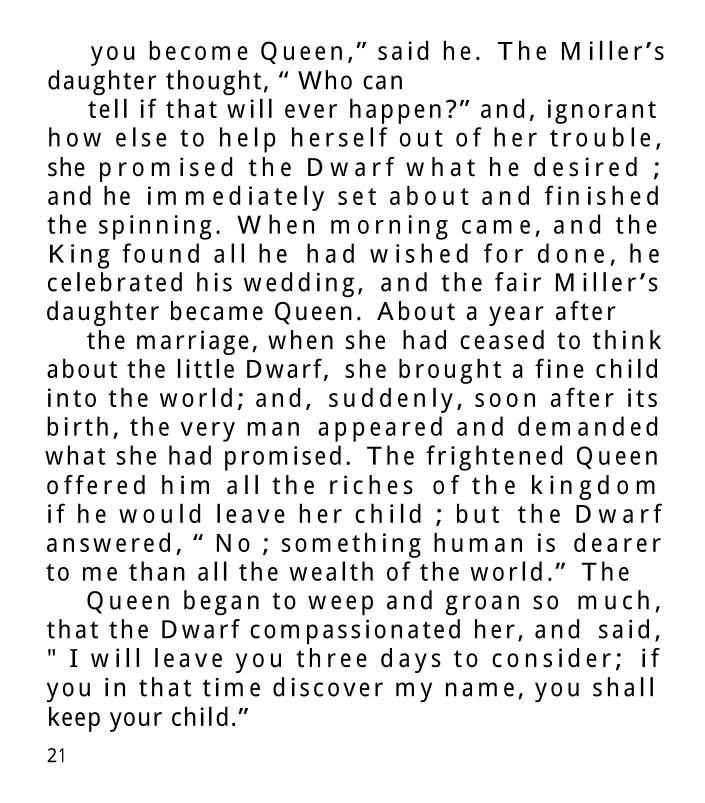 you become Queen,” said he. The Miller’s
daughter thought, “ Who can
tell if that will ever happen?” and, ignorant
how else to help herself out of her trouble,
she promised the Dwarf what he desired ;
and he immediately set about and finished
the spinning. When morning came, and the
King found all he had wished for done, he
celebrated his wedding, and the fair Miller’s
daughter became Queen. About a year after
the marriage, when she had ceased to think
about the little Dwarf, she brought a fine child
into the world; and, suddenly, soon after its
birth, the very man appeared and demanded
what she had promised. The frightened Queen
offered him all the riches of the kingdom
if he would leave her child ; but the Dwarf
answered, “ No ; something human is dearer
to me than all the wealth of the world.” The
Queen began to weep and groan so much,
that the Dwarf compassionated her, and said,
" I will leave you three days to consider; if
you in that time discover my name, you shall
keep your child.”
21